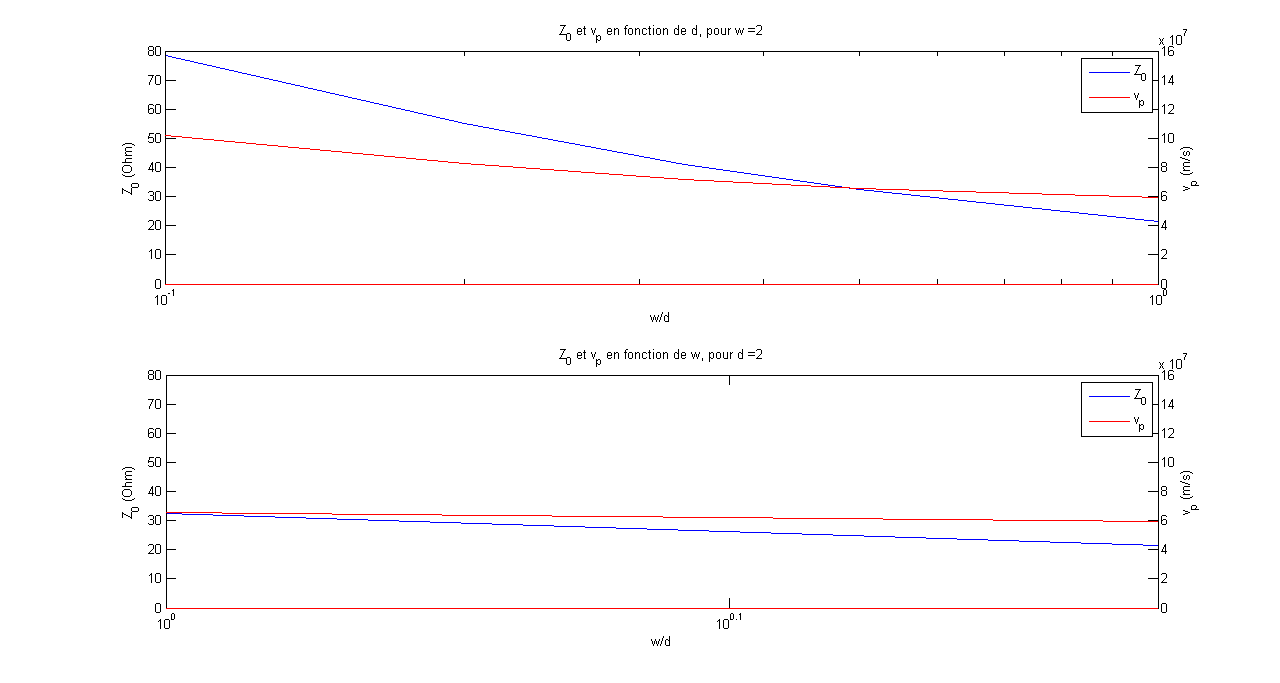 Z0 et vp en fonction de d, pour w =2
x 10^7
80
70
60
50
40
30
20
10
0
Z0 (Ohm)
16
14
12
10
8
6
4
2
0
vp (m/s)
Z0
vp
10^-1
10^0
w/d
Z0 et vp en fonction de w, pour d =2
x 10^7
80
70
60
50
40
30
20
10
0
Z0 (Ohm)
16
14
12
10
8
6
4
2
0
vp (m/s)
Z0
vp
10^0
10^0.1
w/d